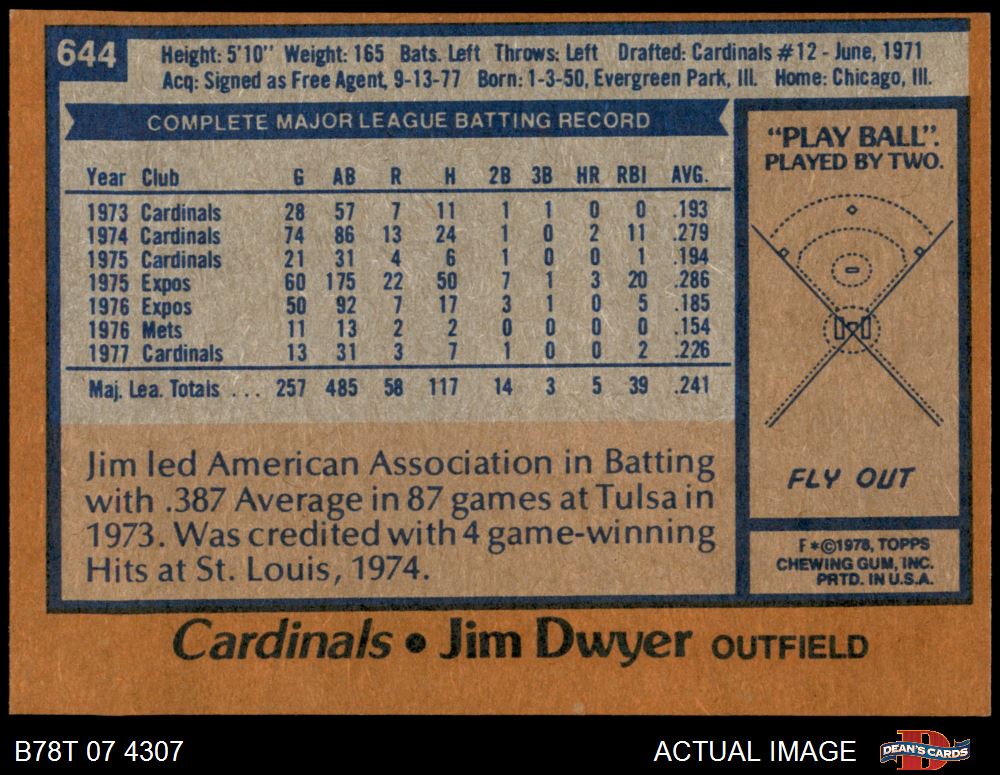 644
Height: 5'10" Weight: 165 Bats. Left Throws: Left Drafted: Cardinals #12 - June, 1971
Acq: Signed as Free Agent, 9-13-77 Born: 1-3-50, Evergreen Park, Ill. Home: Chicago, Ill.
COMPLETE MAJOR LEAGUE BATTING RECORD
Year Club G AB R H 2B 3B HR RBI AVG.
1973 Cardinals 28 57 7 11 1 1 0 0 .193
1974 Cardinals 74 86 13 24 1 0 2 11 .279
1975 Cardinals 21 31 4 6 1 0 0 1 .194
1975 Expos 60 175 22 50 7 1 3 20 .286
1976 Expos 50 92 7 17 3 1 0 5 .185
1976 Mets 11 13 2 2 0 0 0 0 .154
1977 Cardinals 13 31 3 7 1 0 0 2 .226
Maj. Lea. Totals ... 257 485 58 117 14 3 5 39 .241
Jim led American Association in Batting
with .387 Average in 87 games at Tulsa in
1973. Was credited with 4 game-winning
Hits at St. Louis, 1974.
"PLAY BALL".
PLAYED BY TWO.
FLY OUT
F*©1978, TOPPS
CHEWING GUM, INC.
PRTD. IN U.S.A.
Cardinals • Jim Dwyer OUTFIELD
B78T 07 4307
ACTUAL IMAGE
D
DEAN'S CARDS